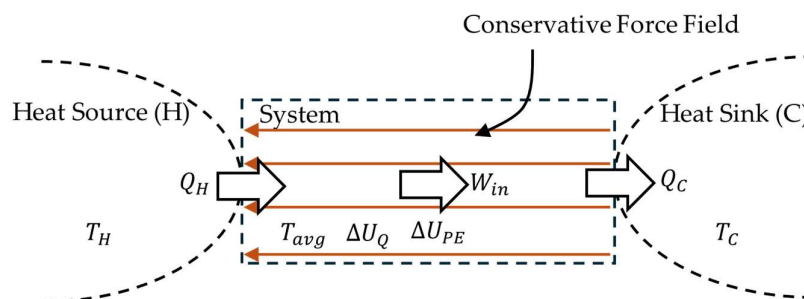 Conservative Force Field
Heat Source (H)
System
Heat Sink (C)
Q_H
W_in
Q_C
T_H
T_avg ΔU_Q ΔU_PE
T_C